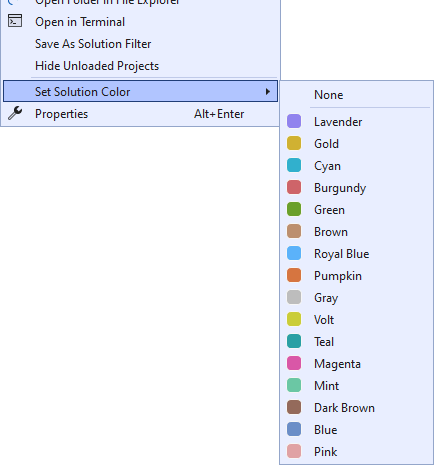 Open Folder in File Explorer
Open in Terminal
Save As Solution Filter
Hide Unloaded Projects
Set Solution Color
Properties Alt+Enter
None
Lavender
Gold
Cyan
Burgundy
Green
Brown
Royal Blue
Pumpkin
Gray
Volt
Teal
Magenta
Mint
Dark Brown
Blue
Pink